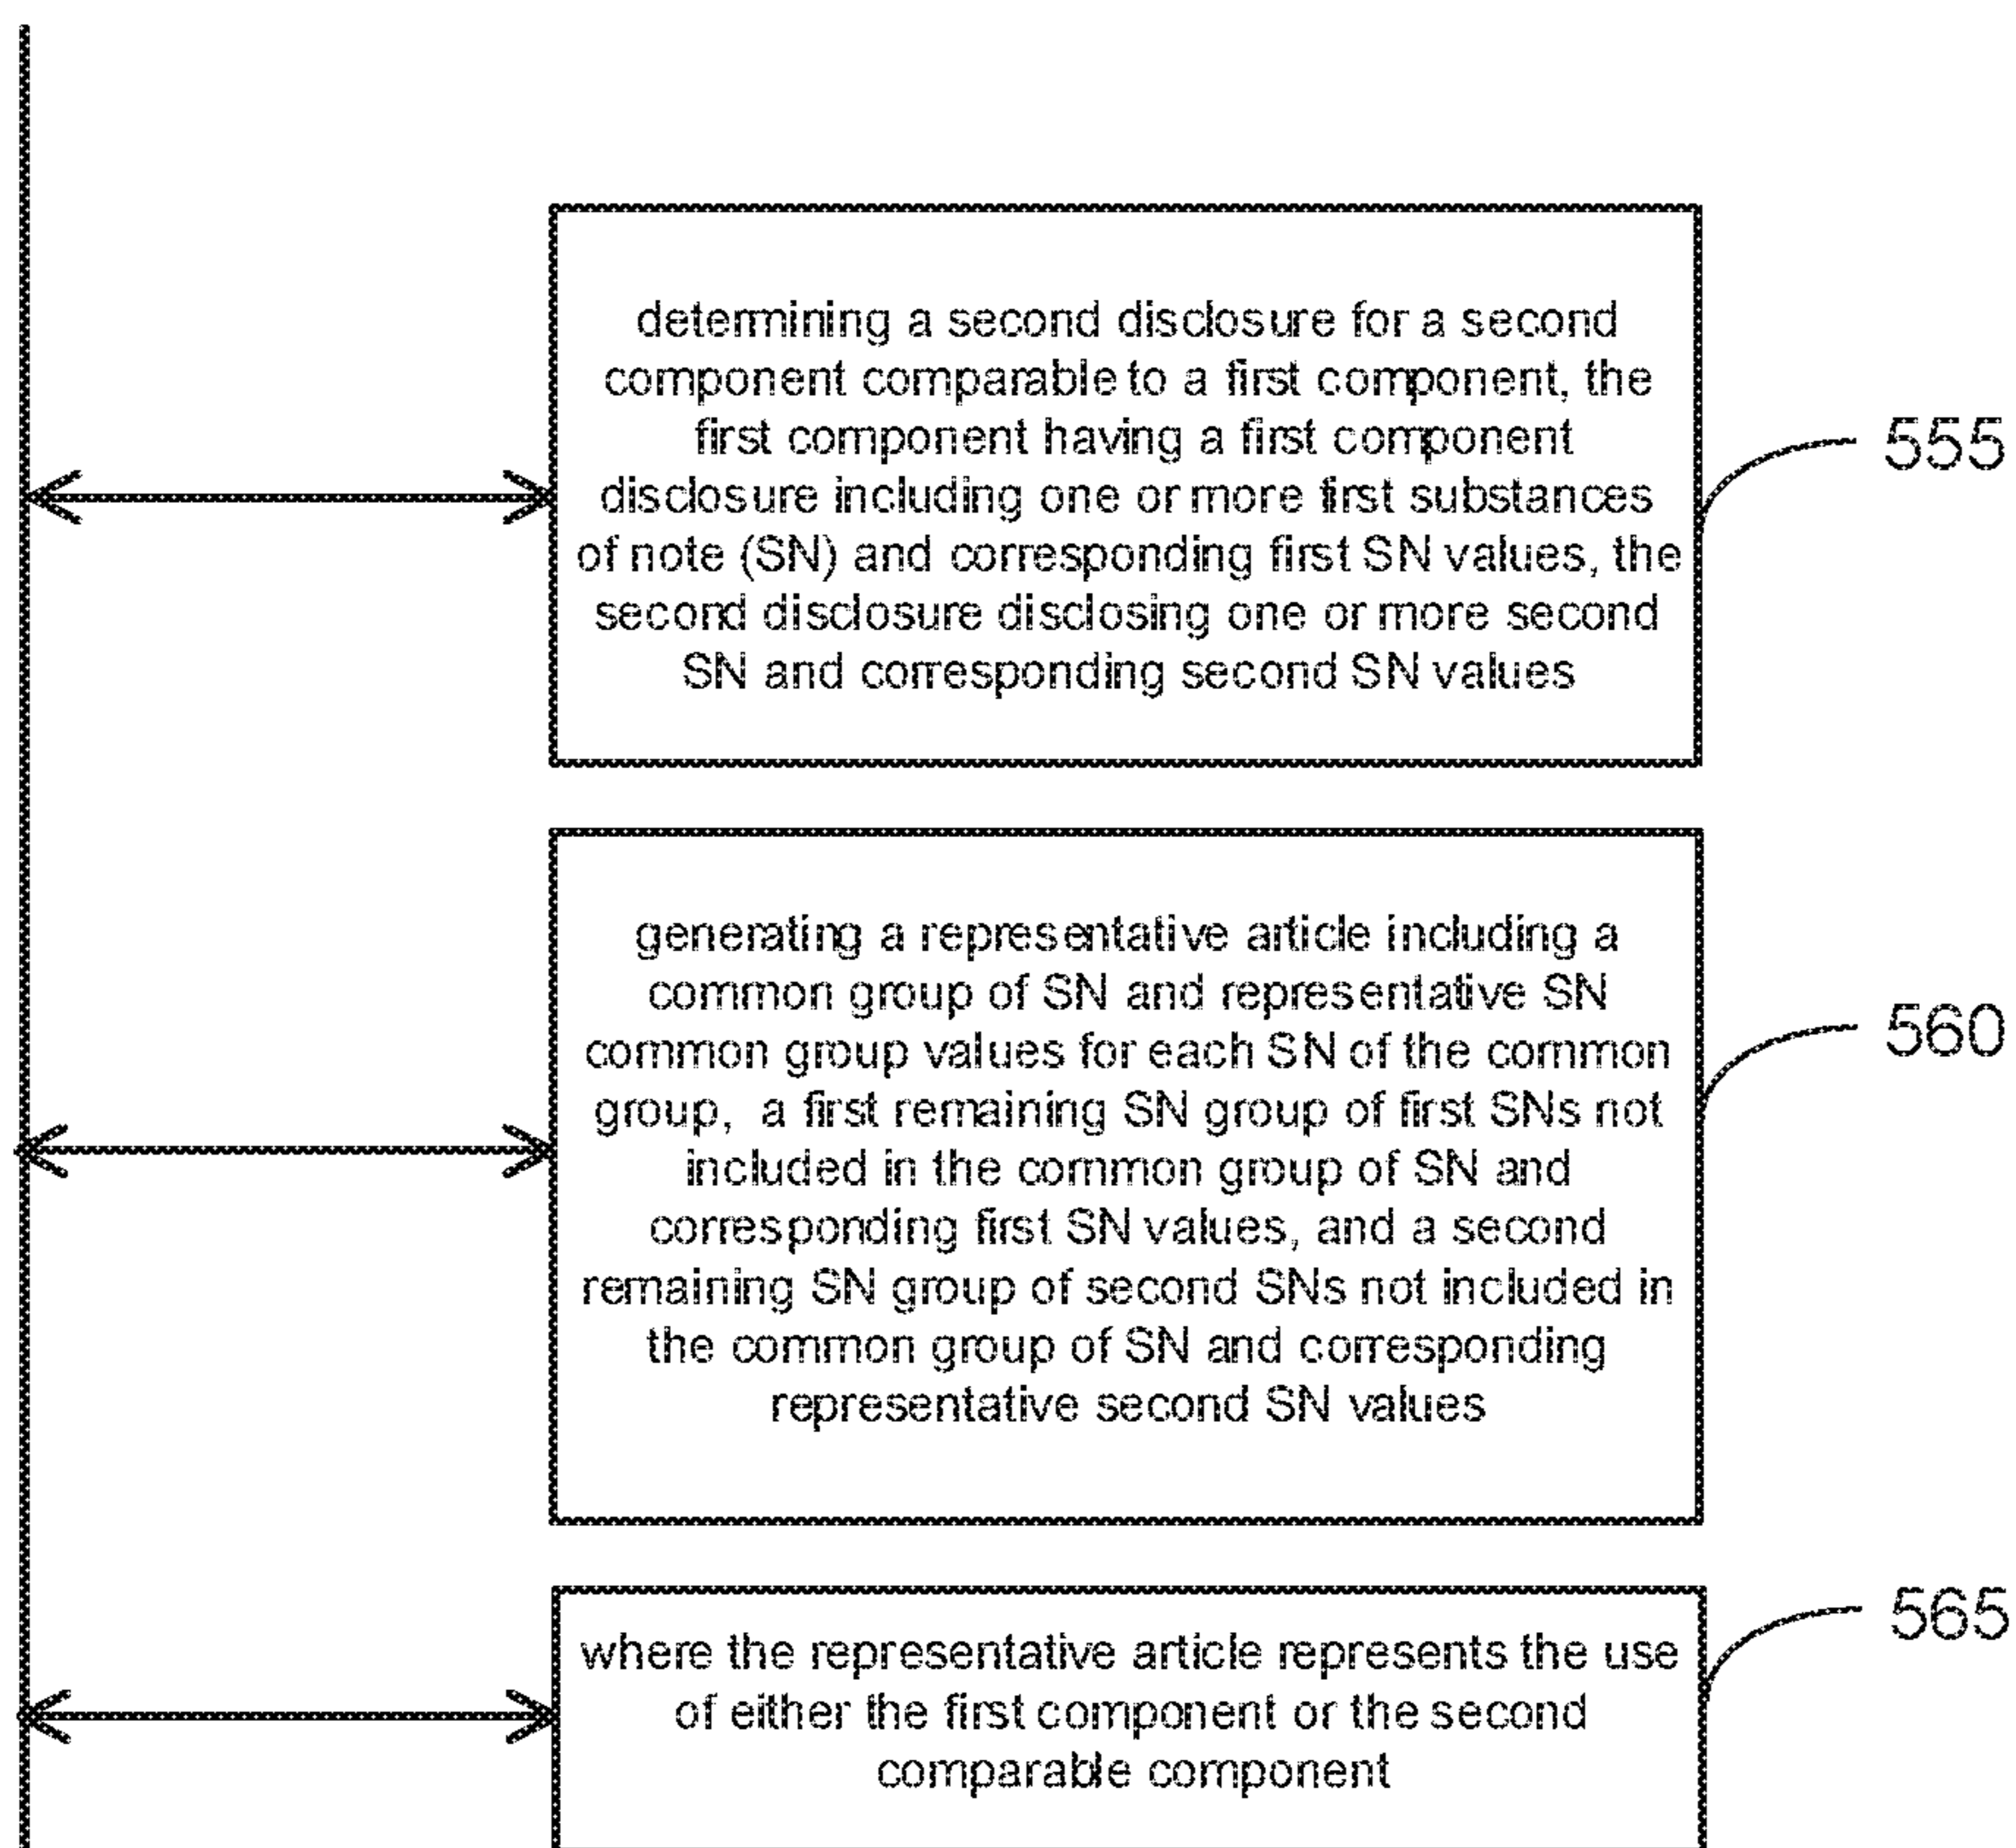 determining a second disclosure for a second
component comparable to a first component, the
first component having a first component
disclosure including one or more first substances
of note (SN) and corresponding first SN values, the
second disclosure disclosing one or more second
SN and corresponding second SN values
555
generating a representative article including a
common group of SN and representative SN
common group values for each SN of the common
group, a first remaining SN group of first SNs not
included in the common group of SN and
corresponding first SN values, and a second
remaining SN group of second SNs not included in
the common group of SN and corresponding
representative second SN values
560
where the representative article represents the use
of either the first component or the second
comparable component
565